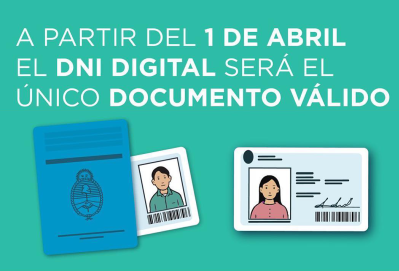 A PARTIR DEL 1 DE ABRIL
EL DNI DIGITAL SERÁ EL
ÚNICO DOCUMENTO VÁLIDO